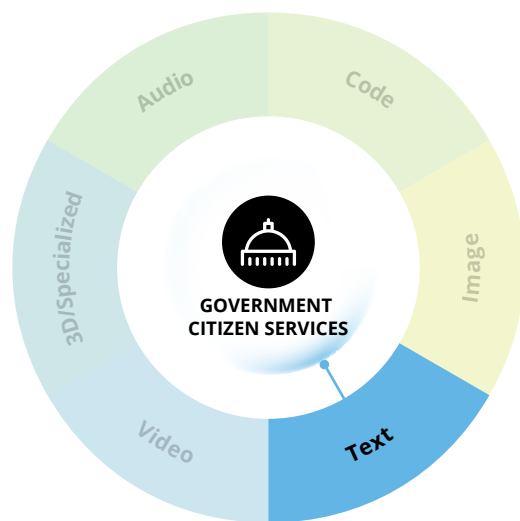 Audio
Code
3D/Specialized
Image
GOVERNMENT
CITIZEN SERVICES
Video
Text